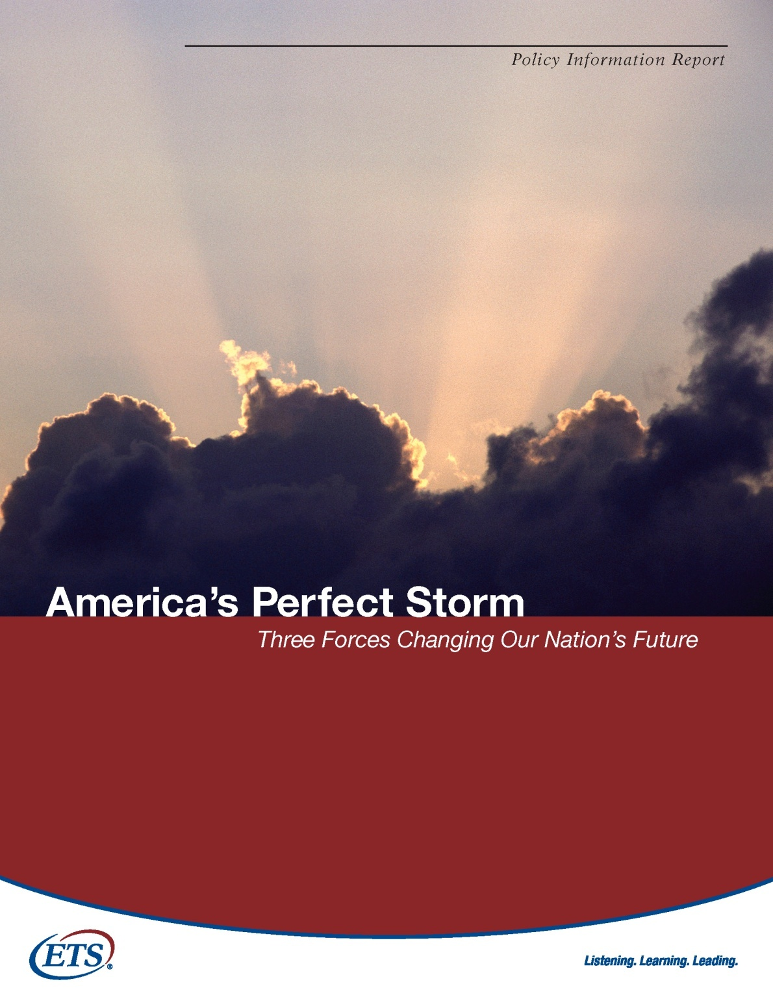 Policy Information Report
America’s Perfect Storm
Three Forces Changing Our Nation’s Future
ETS®
Listening. Learning. Leading.